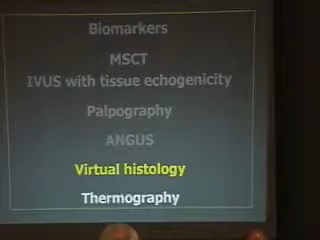 Biomarkers
MSCT
IVUS with tissue echogenicity
Palpography
ANGUS
Virtual histology
Thermography